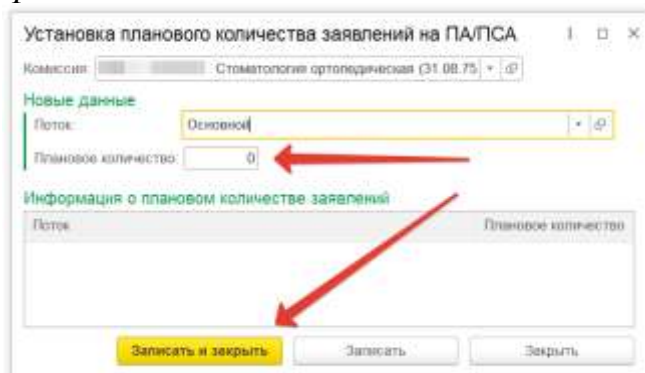 Установка планового количества заявлений на ПА/ПСА
Комиссия: Стоматология ортопедическая (31.08.75
Новые данные
Поток: Основной
Плановое количество: 0
Информация о плановом количестве заявлений
Поток Плановое количество
Записать и закрыть Записать Закрыть